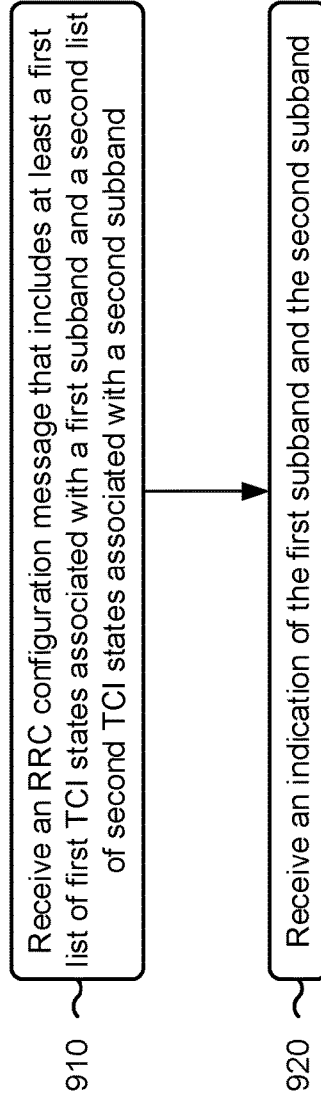 910
Receive an RRC configuration message that includes at least a first
list of first TCI states associated with a first subband and a second list
of second TCI states associated with a second subband
920
Receive an indication of the first subband and the second subband